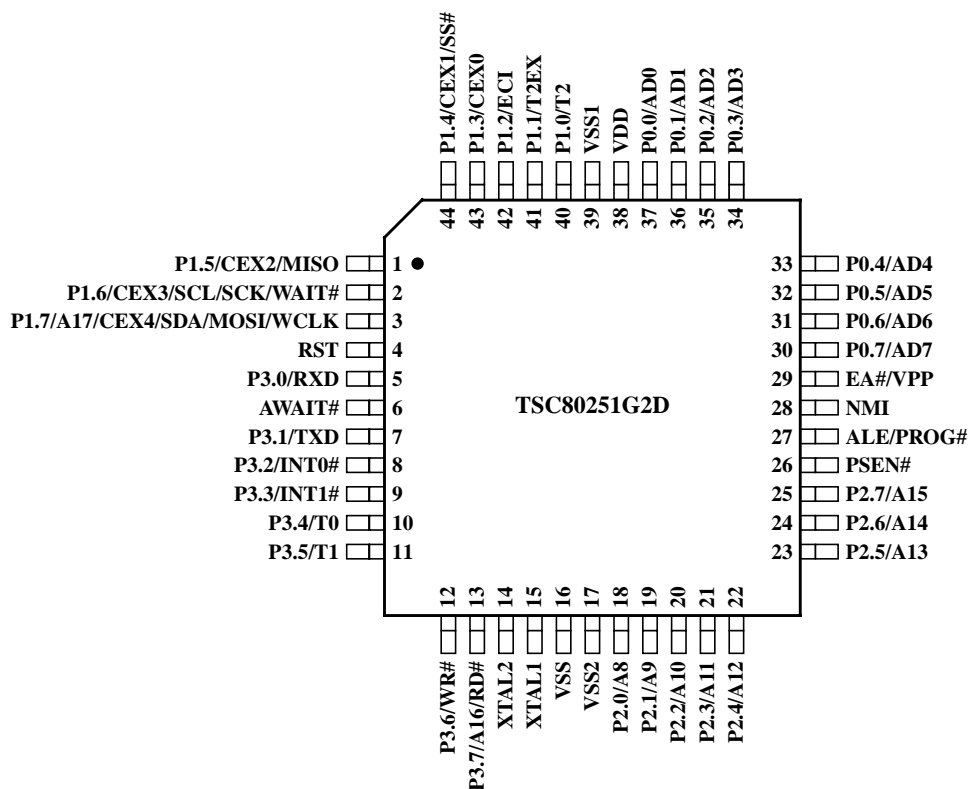 P1.4/CEX1/SS#
P1.3/CEX0
P1.2/ECI
P1.1/T2EX
P1.0/T2
VSS1
VDD
P0.0/AD0
P0.1/AD1
P0.2/AD2
P0.3/AD3
44 43 42 41 40 39 38 37 36 35 34
P1.5/CEX2/MISO 1 33 P0.4/AD4
P1.6/CEX3/SCL/SCK/WAIT# 2 32 P0.5/AD5
P1.7/A17/CEX4/SDA/MOSI/WCLK 3 31 P0.6/AD6
RST 4 30 P0.7/AD7
P3.0/RXD 5 29 EA#/VPP
AWAIT# 6 TSC80251G2D 28 NMI
P3.1/TXD 7 27 ALE/PROG#
P3.2/INT0# 8 26 PSEN#
P3.3/INT1# 9 25 P2.7/A15
P3.4/T0 10 24 P2.6/A14
P3.5/T1 11 23 P2.5/A13
12 13 14 15 16 17 18 19 20 21 22
P3.6/WR#
P3.7/A16/RD#
XTAL2
XTAL1
VSS
VSS2
P2.0/A8
P2.1/A9
P2.2/A10
P2.3/A11
P2.4/A12